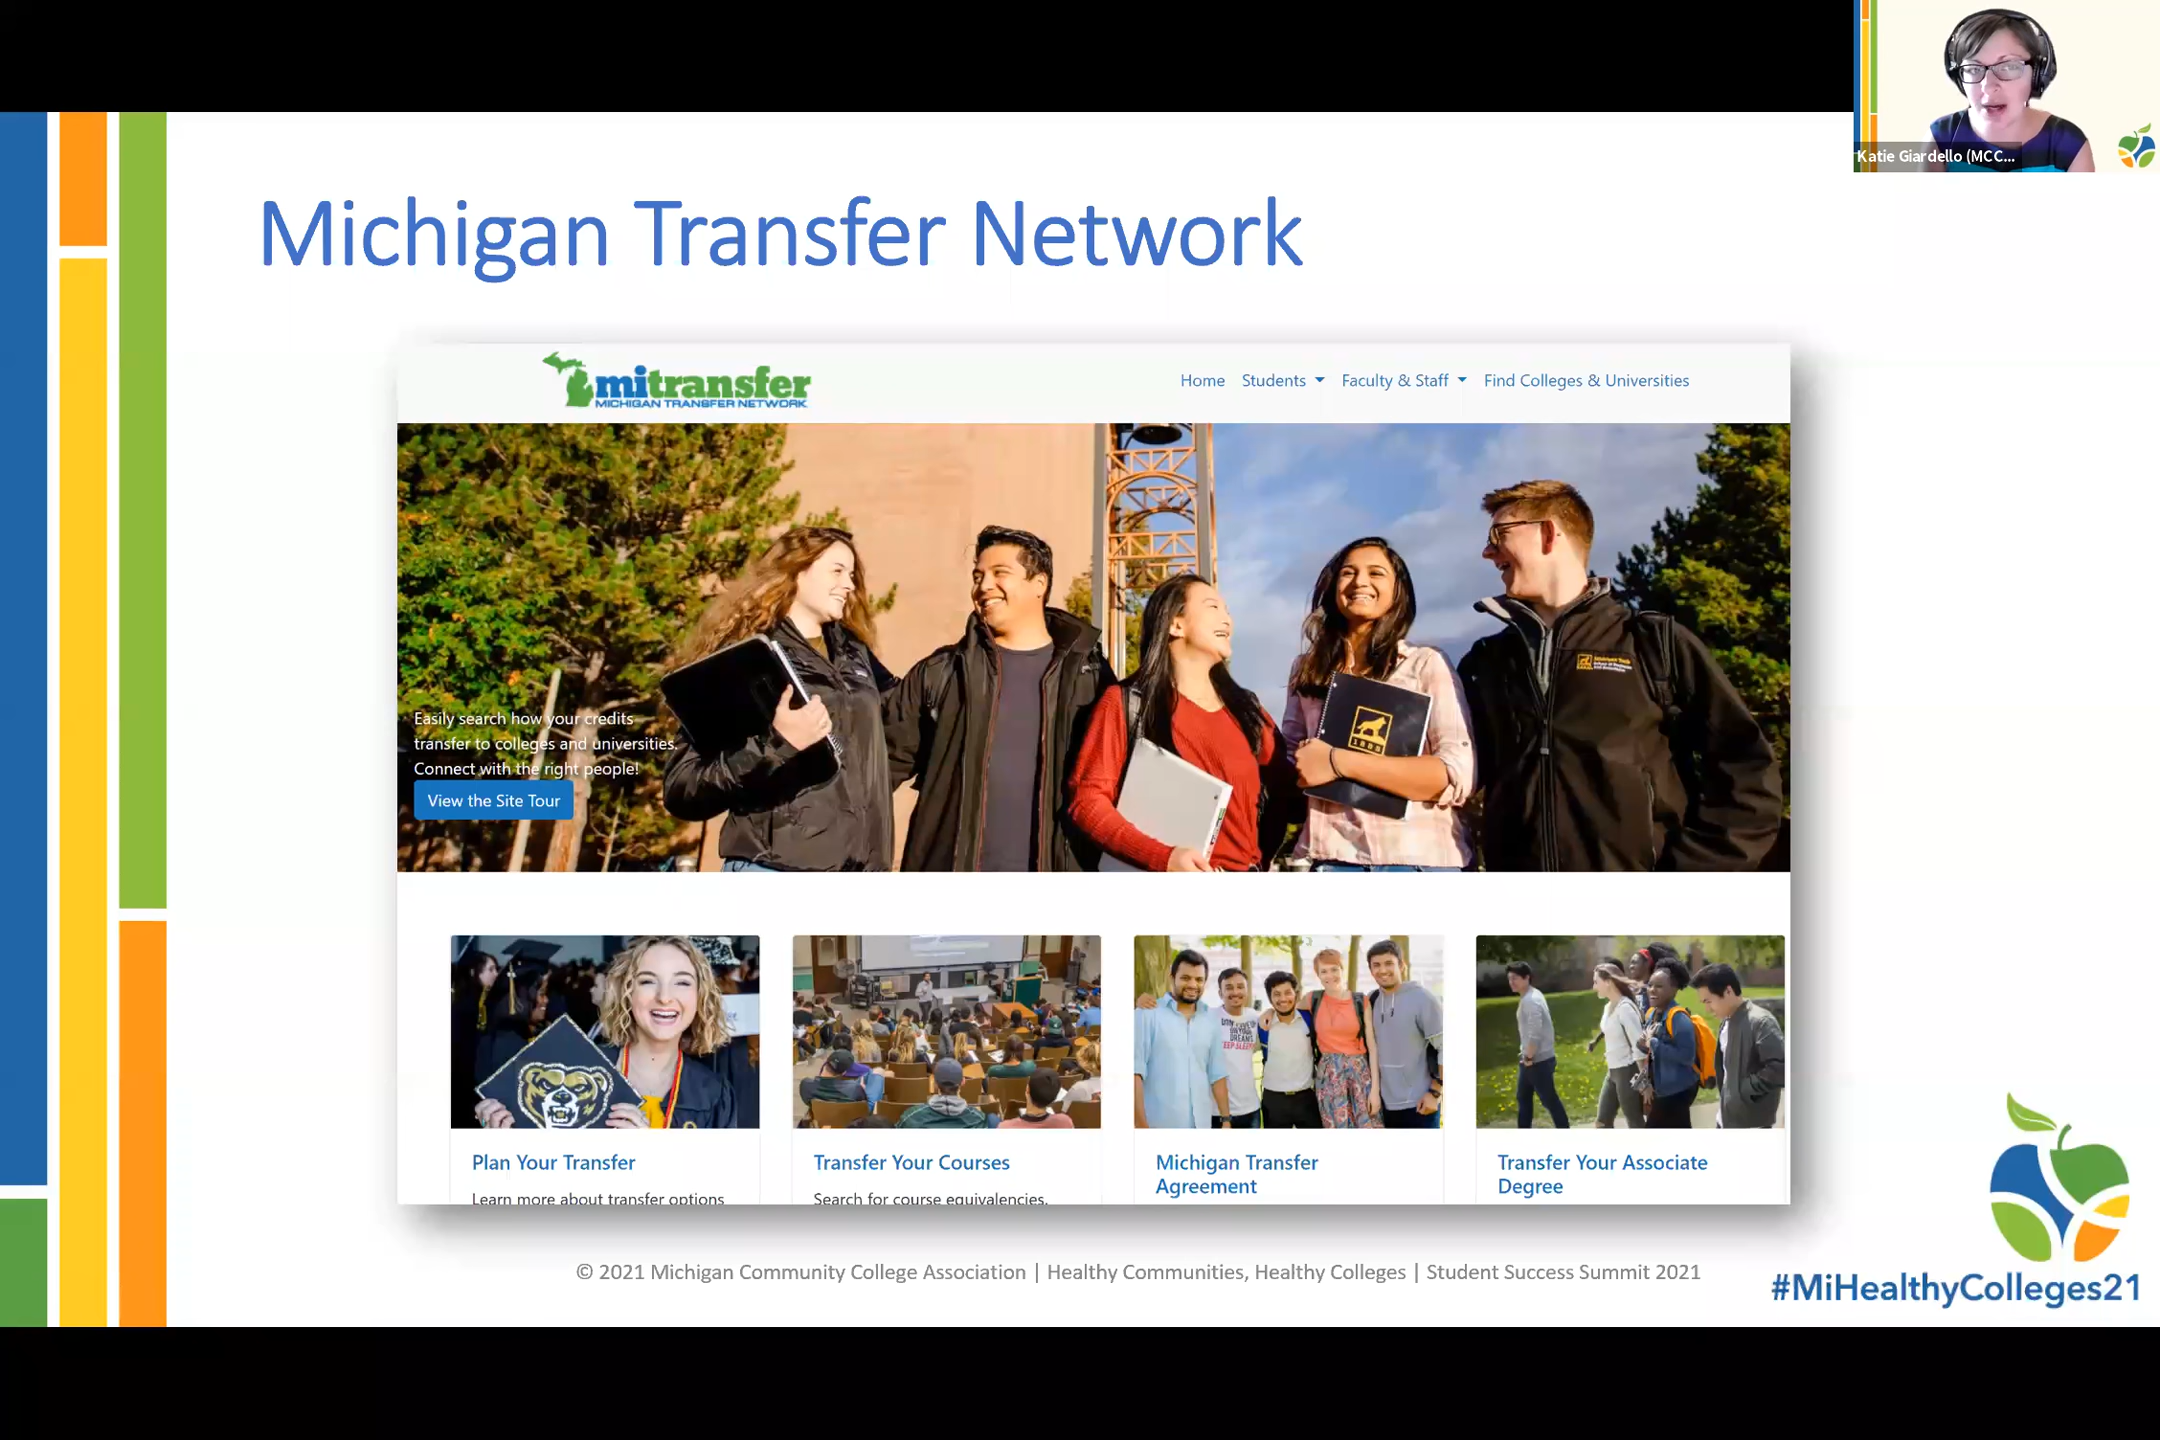 Katie Giardello (MCC...
Michigan Transfer Network
mitransfer
MICHIGAN TRANSFER NETWORK
Home Students Faculty & Staff Find Colleges & Universities
Easily search how your credits
transfer to colleges and universities.
Connect with the right people!
View the Site Tour
Michigan Tech
1885
Plan Your Transfer
Learn more about transfer options
Transfer Your Courses
Search for course equivalencies.
Michigan Transfer
Agreement
Transfer Your Associate
Degree
© 2021 Michigan Community College Association | Healthy Communities, Healthy Colleges | Student Success Summit 2021
#MiHealthyColleges21